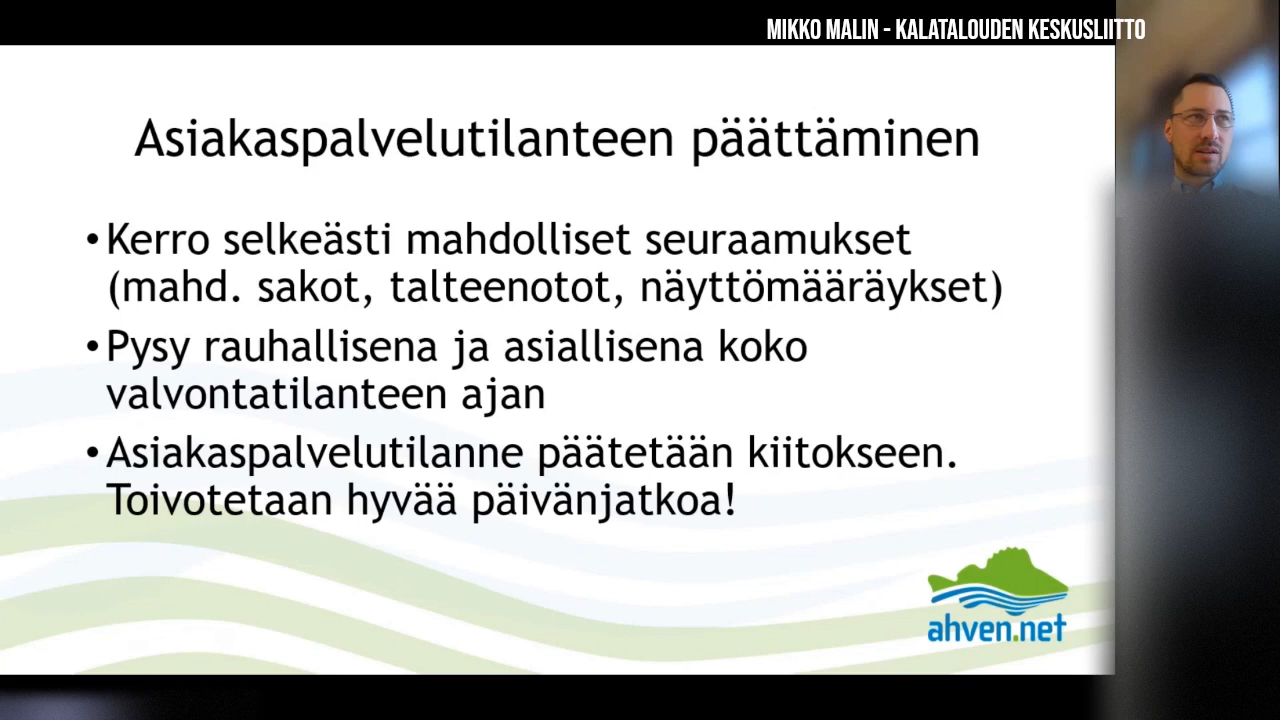 MIKKO MALIN - KALATALOUDEN KESKUSLIITTO
Asiakaspalvelutilanteen päättäminen
•Kerro selkeästi mahdolliset seuraamukset
(mahd. sakot, talteenotot, näyttömääräykset)
•Pysy rauhallisena ja asiallisena koko
valvontatilanteen ajan
•Asiakaspalvelutilanne päätetään kiitokseen.
Toivotetaan hyvää päivänjatkoa!
ahven.net